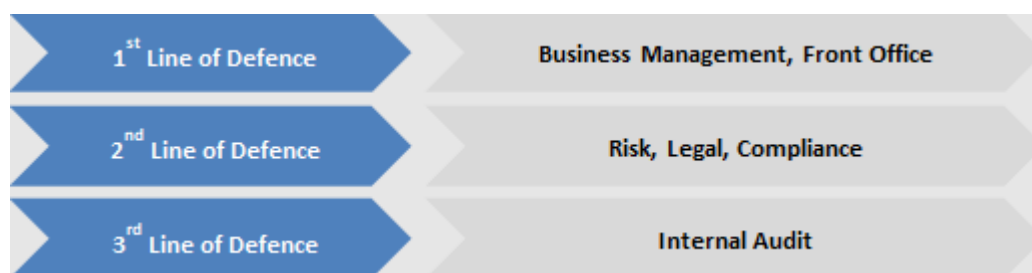 1st Line of Defence
Business Management, Front Office
2nd Line of Defence
Risk, Legal, Compliance
3rd Line of Defence
Internal Audit